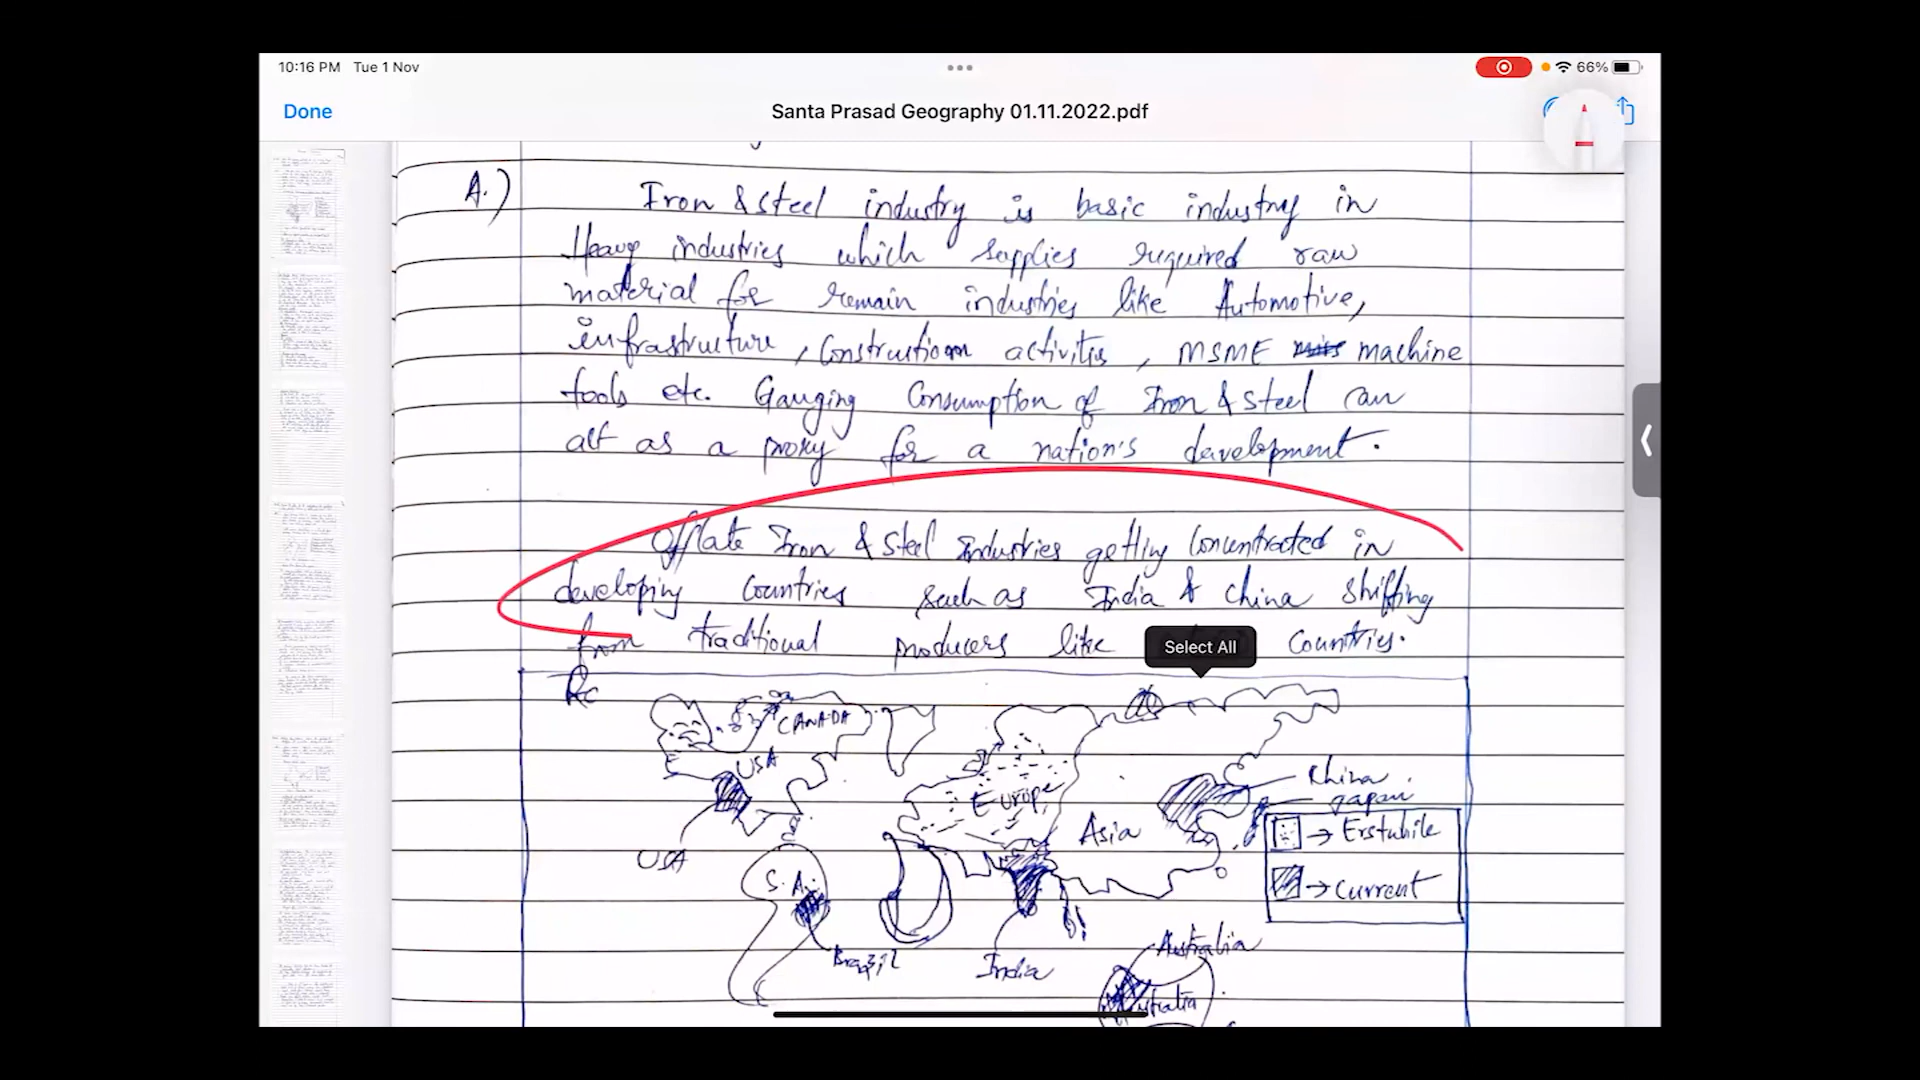 10:16 PM Tue 1 Nov
66%
Done
Santa Prasad Geography 01.11.2022.pdf
A.)
Iron & steel industry is basic industry in
Heavy industries which supplies required raw
material for remain industries like Automotive,
infrastructure, Construction activities, MSME machine
tools etc. Gauging Consumption of Iron & steel can
alt as a proxy for a nation's development.
Offlate Iron & steel Industries getting Concentrated in
developing Countries such as India & China shifting
from traditional producers like Countries.
Select All
CANADA
USA
Europe
China
Japan
Asia
→ Erstwhile
USA
S.A.
→ Current
Brazil
India
Australia
Australia